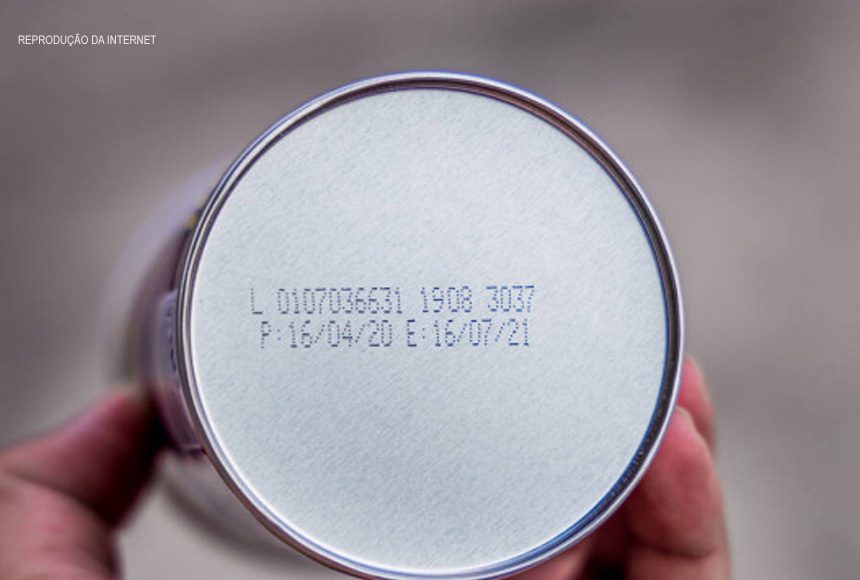 REPRODUÇÃO DA INTERNET
L 0107036631 1908 3037
P:16/04/20 E:16/07/21